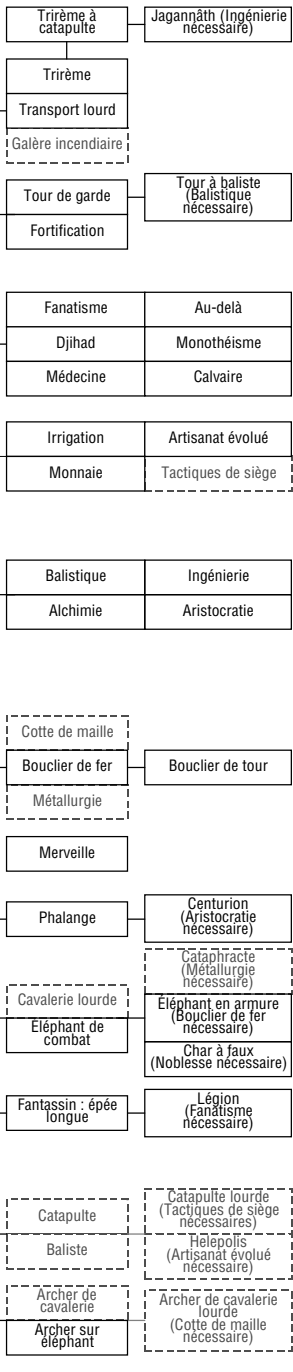 Trirème à
catapulte
Jagannâth (Ingénierie
nécessaire)
Trirème
Transport lourd
Galère incendiaire
Tour de garde
Tour à baliste
(Balistique
nécessaire)
Fortification
Fanatisme
Au-delà
Djihad
Monothéisme
Médecine
Calvaire
Irrigation
Artisanat évolué
Monnaie
Tactiques de siège
Balistique
Ingénierie
Alchimie
Aristocratie
Cotte de maille
Bouclier de fer
Bouclier de tour
Métallurgie
Merveille
Phalange
Centurion
(Aristocratie
nécessaire)
Cavalerie lourde
Éléphant de
combat
Cataphracte
(Métallurgie
nécessaire)
Éléphant en armure
(Bouclier de fer
nécessaire)
Char à faux
(Noblesse nécessaire)
Fantassin : épée
longue
Légion
(Fanatisme
nécessaire)
Catapulte
Catapulte lourde
(Tactiques de siège
nécessaires)
Baliste
Helepolis
(Artisanat évolué
nécessaire)
Archer de
cavalerie
Archer sur
éléphant
Archer de cavalerie
lourde
(Cotte de maille
nécessaire)